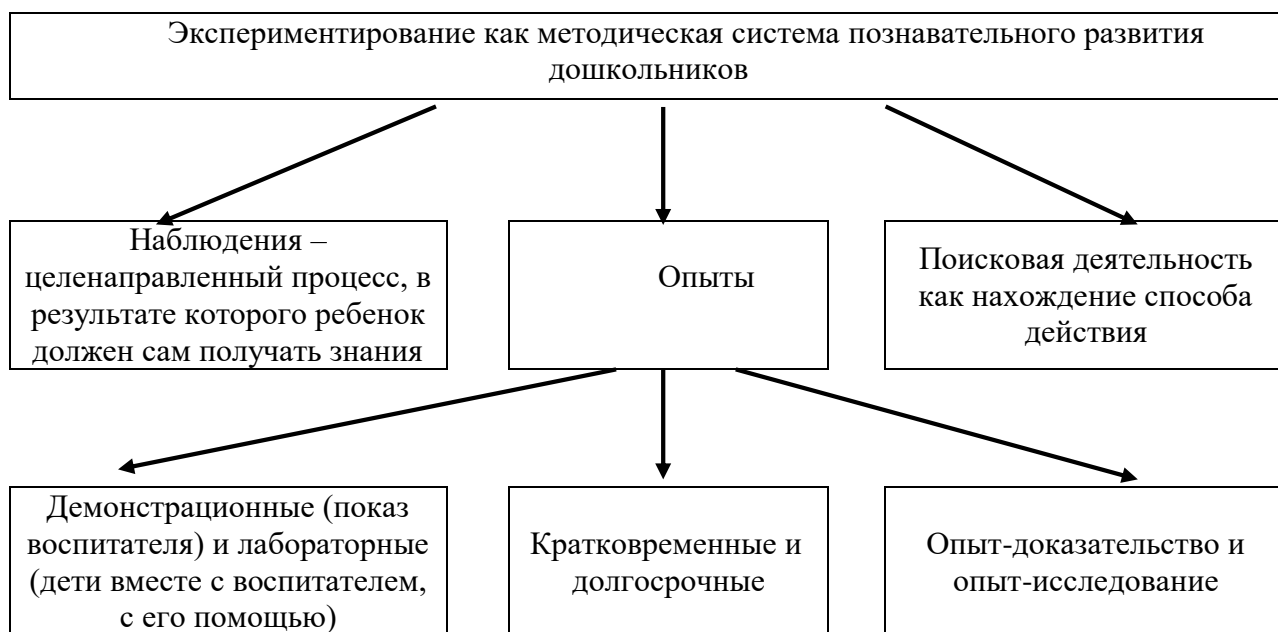 Экспериментирование как методическая система познавательного развития
дошкольников
Наблюдения –
целенаправленный процесс, в
результате которого ребенок
должен сам получать знания
Опыты
Поисковая деятельность
как нахождение способа
действия
Демонстрационные (показ
воспитателя) и лабораторные
(дети вместе с воспитателем,
с его помощью)
Кратковременные и
долгосрочные
Опыт-доказательство и
опыт-исследование